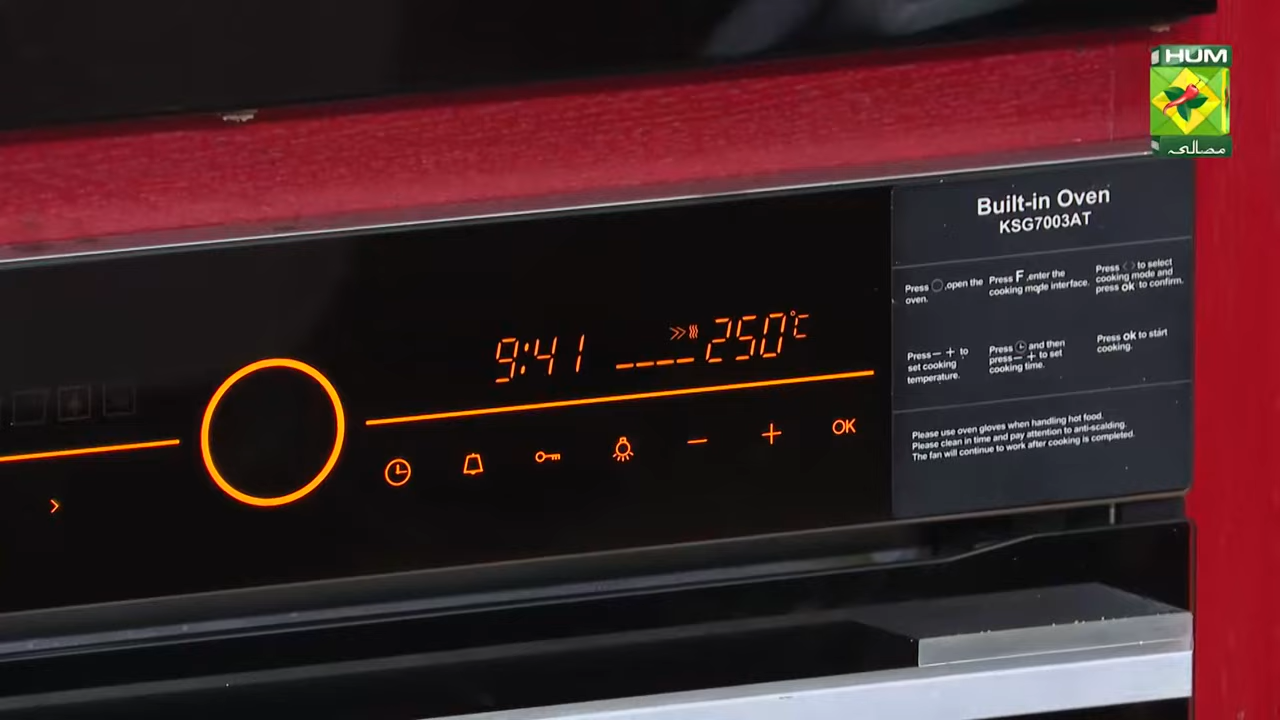 HUM
مصالحہ
Built-in Oven
KSG7003AT
Press ,open the
oven.
Press F ,enter the
cooking mode interface.
Press to select
cooking mode and
press ok to confirm.
Press - + to
set cooking
temperature.
Press and then
press - + to set
cooking time.
Press ok to start
cooking.
Please use oven gloves when handling hot food.
Please clean in time and pay attention to anti-scalding.
The fan will continue to work after cooking is completed.
9:41 ____250°C
- + OK